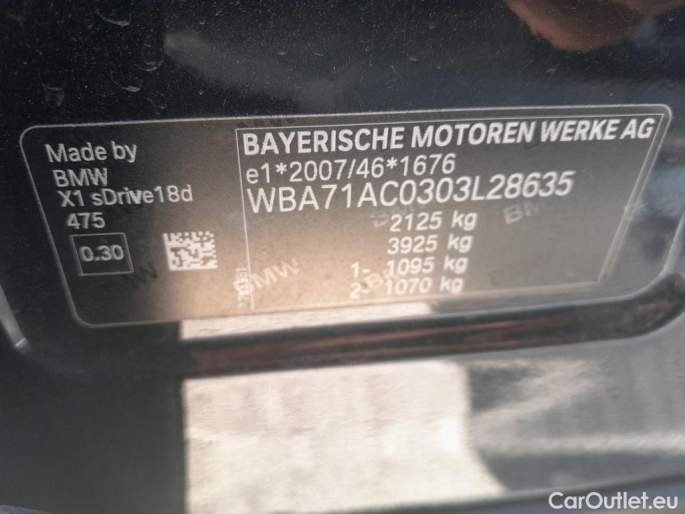 Made by
BMW
X1 sDrive18d
475
0.30
BAYERISCHE MOTOREN WERKE AG
e1*2007/46*1676
WBA71AC0303L28635
2125 kg
3925 kg
1- 1095 kg
2- 1070 kg
BMW
CarOutlet.eu